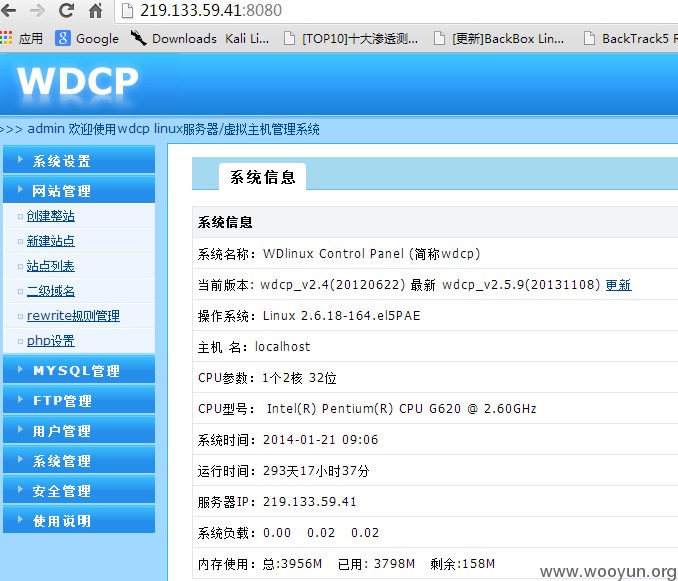 219.133.59.41:8080
应用 Google Downloads Kali Li... [TOP10]十大渗透测... [更新]BackBox Lin... BackTrack5 R
WDCP
>>> admin 欢迎使用wdcp linux服务器/虚拟主机管理系统
系统设置
网站管理
创建整站
新建站点
站点列表
二级域名
rewrite规则管理
php设置
MYSQL管理
FTP管理
用户管理
系统管理
安全管理
使用说明
系统信息
系统信息
系统名称：WDlinux Control Panel (简称wdcp)
当前版本: wdcp_v2.4(20120622) 最新 wdcp_v2.5.9(20131108) 更新
操作系统：Linux 2.6.18-164.el5PAE
主机 名：localhost
CPU参数：1个2核 32位
CPU型号： Intel(R) Pentium(R) CPU G620 @ 2.60GHz
系统时间：2014-01-21 09:06
运行时间：293天17小时37分
服务器IP：219.133.59.41
系统负载：0.00 0.02 0.02
内存使用：总:3956M 已用: 3798M 剩余:158M
www.wooyun.org